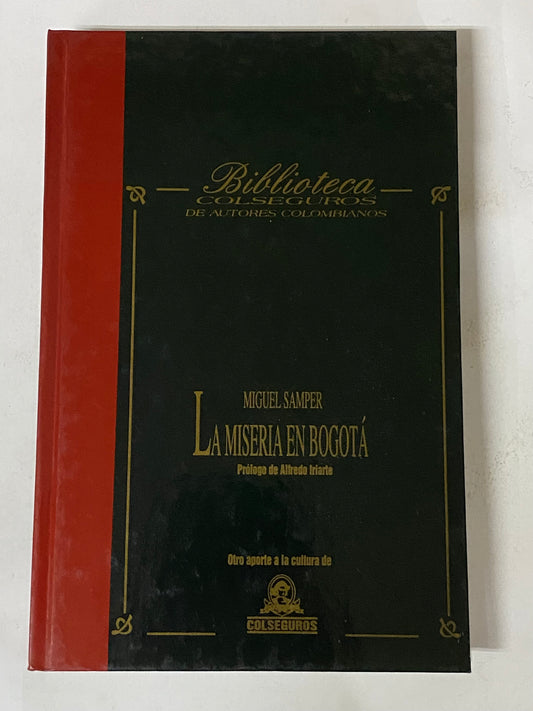 Biblioteca
COLSEGUROS
DE AUTORES COLOMBIANOS
MIGUEL SAMPER
LA MISERIA EN BOGOTÁ
Prólogo de Alfredo Iriarte
Otro aporte a la cultura de
COLSEGUROS